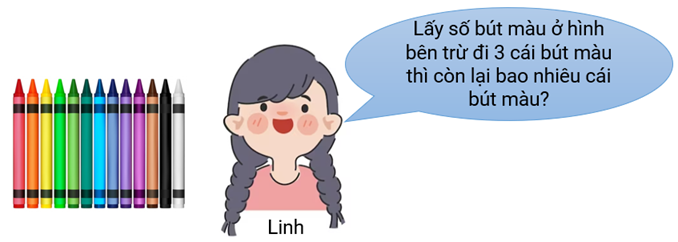 Lấy số bút màu ở hình
bên trừ đi 3 cái bút màu
thì còn lại bao nhiêu cái
bút màu?
Linh